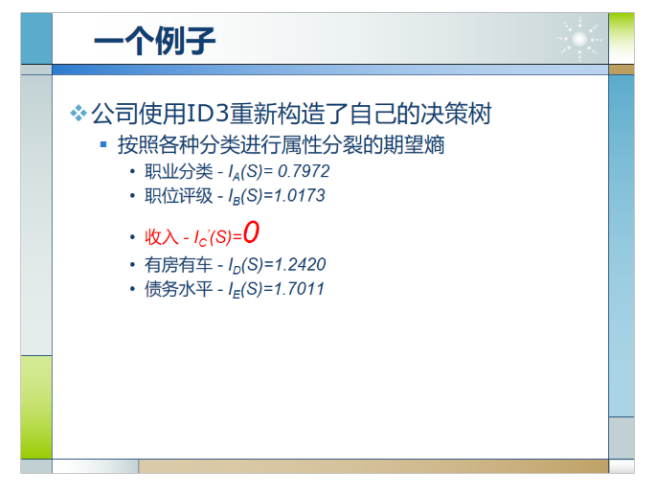 一个例子
❖公司使用ID3重新构造了自己的决策树
▪ 按照各种分类进行属性分裂的期望熵
• 职业分类 - I_A(S)= 0.7972
• 职位评级 - I_B(S)=1.0173
• 收入 - I_C'(S)=0
• 有房有车 - I_D(S)=1.2420
• 债务水平 - I_E(S)=1.7011